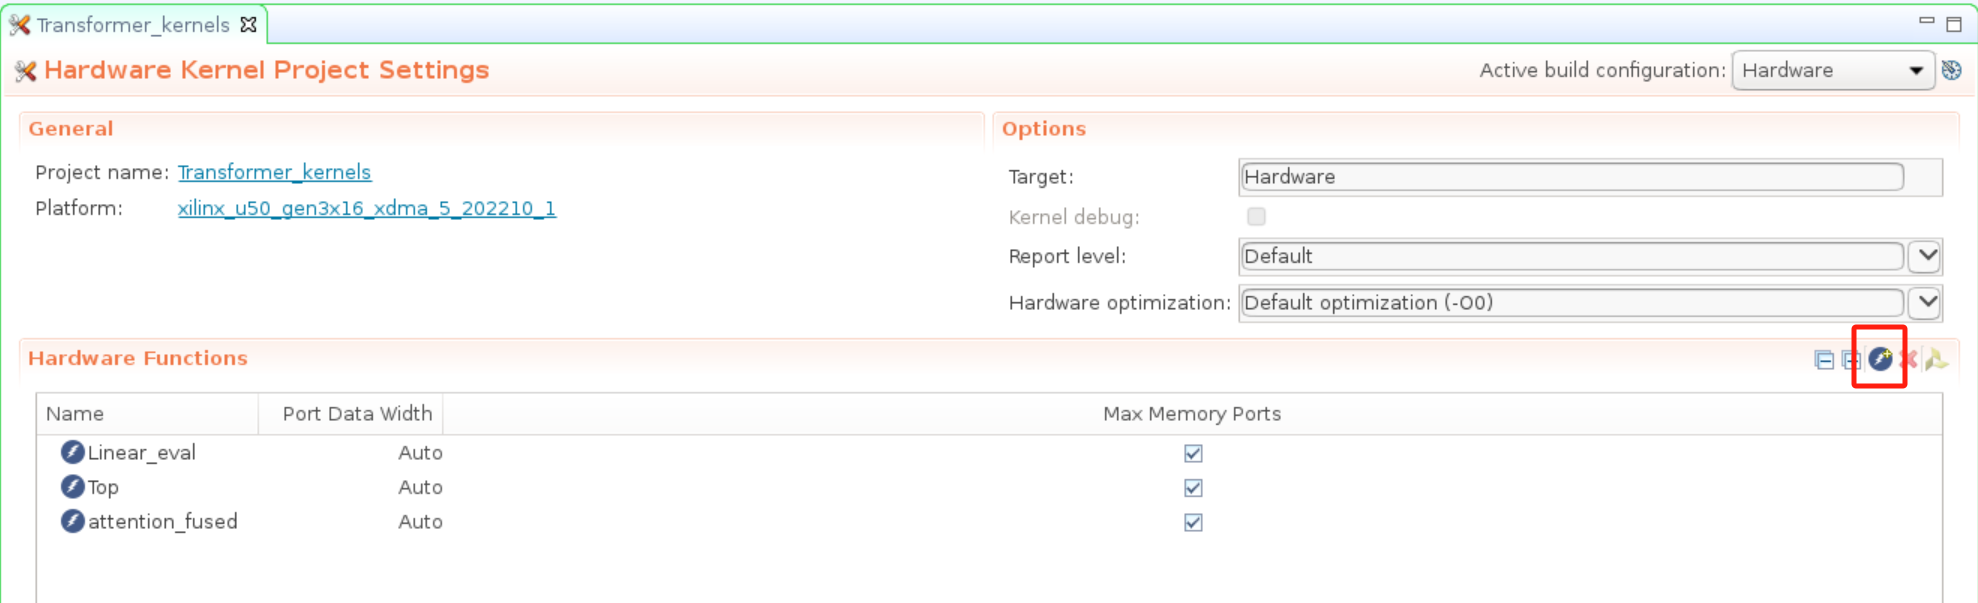 Transformer_kernels
Hardware Kernel Project Settings
Active build configuration: Hardware
General
Project name: Transformer_kernels
Platform: xilinx_u50_gen3x16_xdma_5_202210_1
Options
Target: Hardware
Kernel debug:
Report level: Default
Hardware optimization: Default optimization (-O0)
Hardware Functions
Name Port Data Width Max Memory Ports
Linear_eval Auto
Top Auto
attention_fused Auto